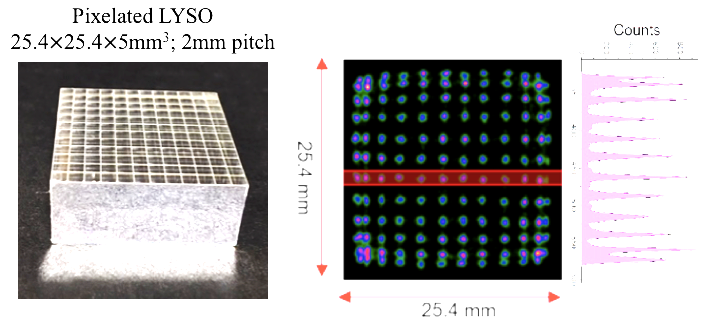 Pixelated LYSO
25.4×25.4×5mm³; 2mm pitch
Counts
25.4 mm
25.4 mm